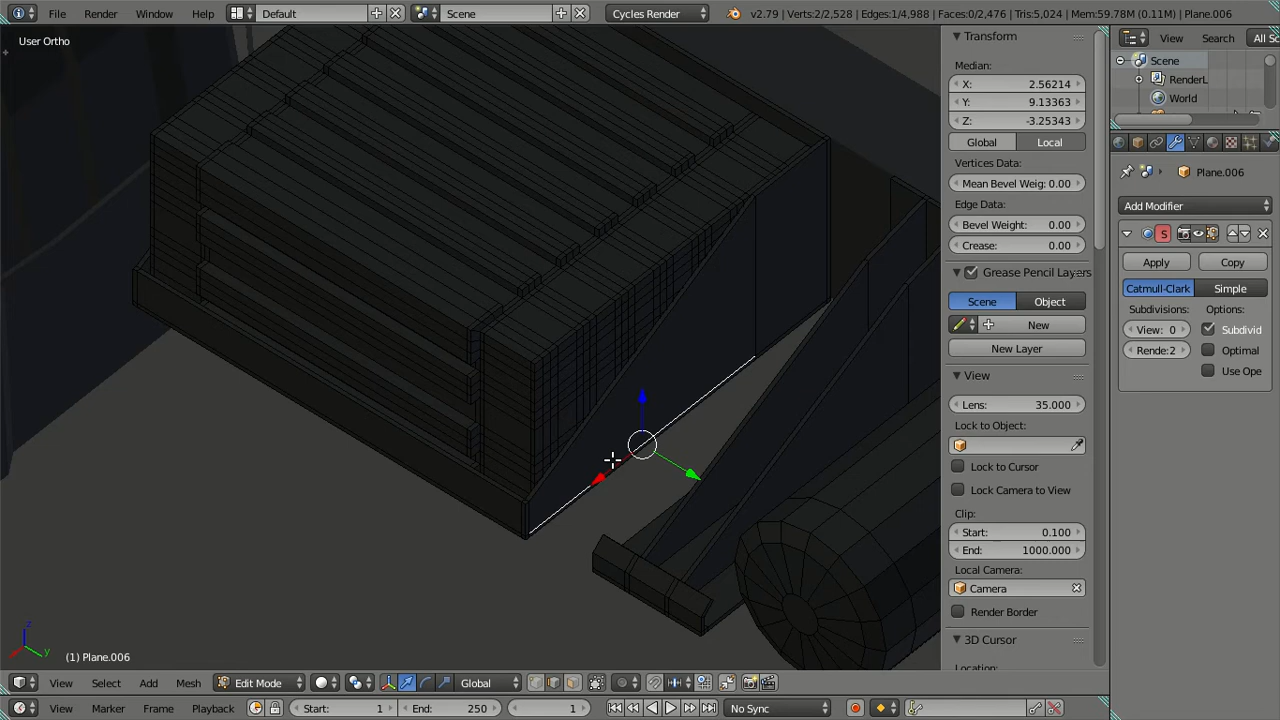 File Render Window Help Default Scene Cycles Render v2.79 | Verts:2/2,528 | Edges:1/4,988 | Faces:0/2,476 | Tris:5,024 | Mem:59.78M (0.11M) | Plane.006
User Ortho
Transform
Median:
X: 2.56214
Y: 9.13363
Z: -3.25343
Global Local
Vertices Data:
Mean Bevel Weig: 0.00
Edge Data:
Bevel Weight: 0.00
Crease: 0.00
Grease Pencil Layers
Scene Object
New
New Layer
View
Lens: 35.000
Lock to Object:
Lock to Cursor
Lock Camera to View
Clip:
Start: 0.100
End: 1000.000
Local Camera:
Camera
Render Border
3D Cursor
Location:
View Search All Sc
Scene
RenderL
World
Plane.006
Add Modifier
S
Apply Copy
Catmull-Clark Simple
Subdivisions: Options:
View: 0 Subdivid
Rende:2 Optimal
Use Ope
z
y
(1) Plane.006
View Select Add Mesh Edit Mode Global
View Marker Frame Playback Start: 1 End: 250 1 No Sync